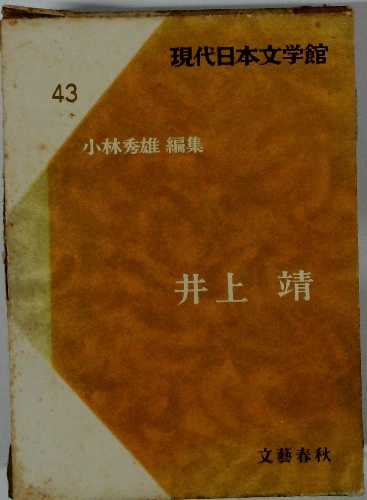 現代日本文学館
43
小林秀雄 編集
井上 靖
文藝春秋